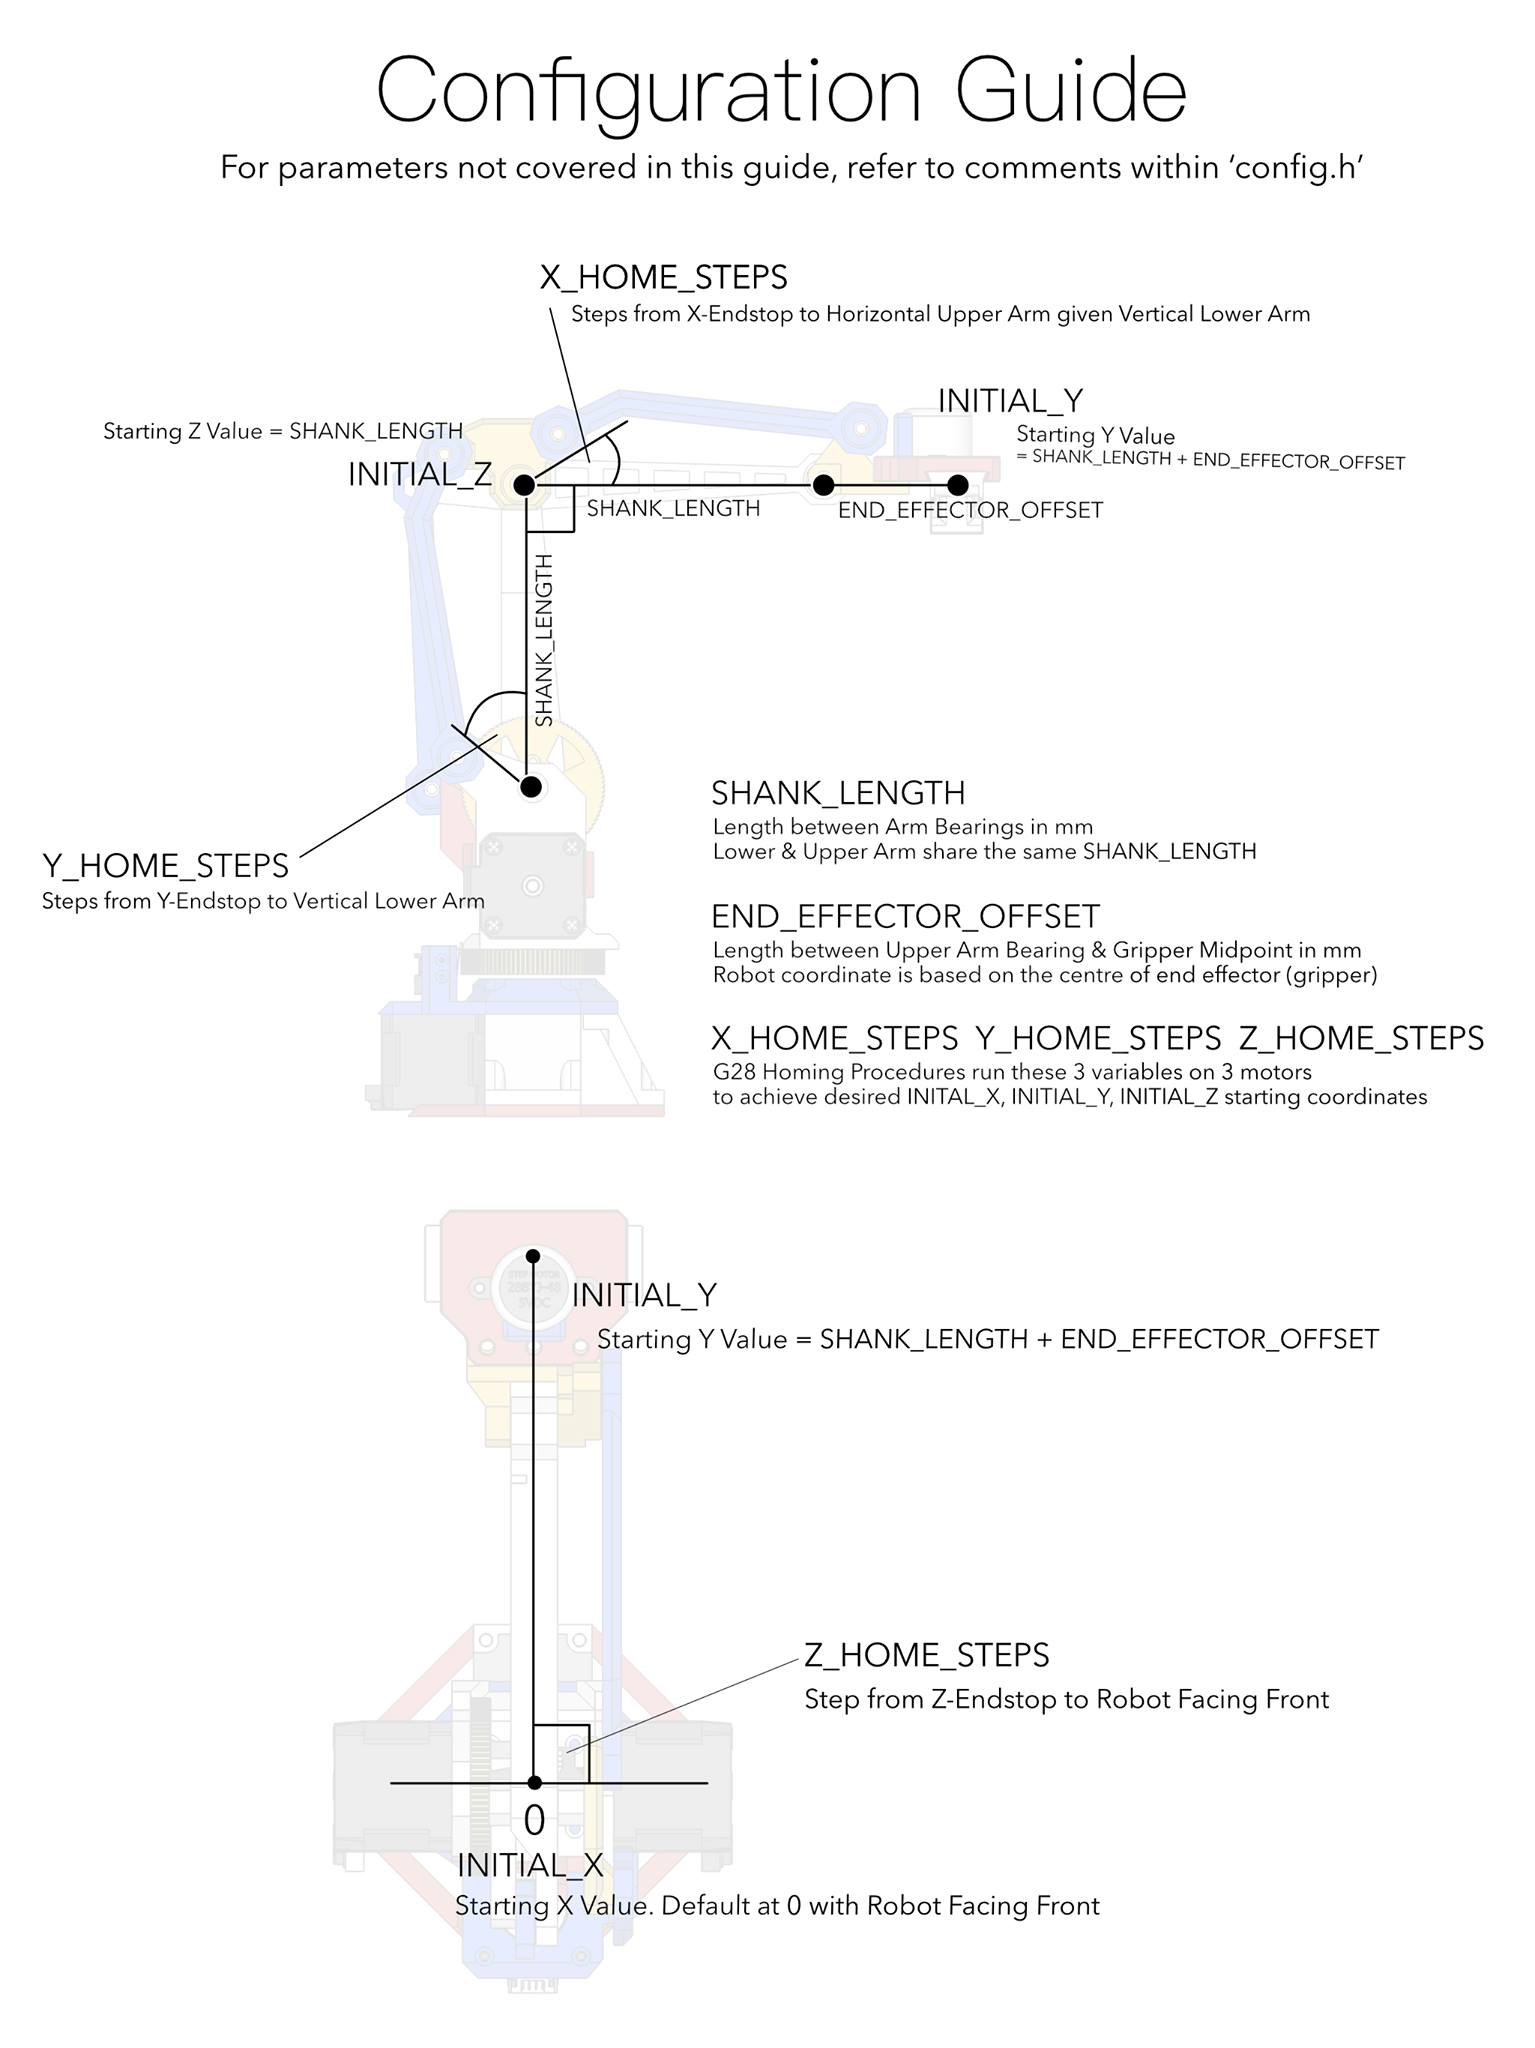 Configuration Guide
For parameters not covered in this guide, refer to comments within ‘config.h’
X_HOME_STEPS
Steps from X-Endstop to Horizontal Upper Arm given Vertical Lower Arm
INITIAL_Y
Starting Y Value
= SHANK_LENGTH + END_EFFECTOR_OFFSET
Starting Z Value = SHANK_LENGTH
INITIAL_Z
SHANK_LENGTH
END_EFFECTOR_OFFSET
SHANK_LENGTH
Y_HOME_STEPS
Steps from Y-Endstop to Vertical Lower Arm
SHANK_LENGTH
Length between Arm Bearings in mm
Lower & Upper Arm share the same SHANK_LENGTH
END_EFFECTOR_OFFSET
Length between Upper Arm Bearing & Gripper Midpoint in mm
Robot coordinate is based on the centre of end effector (gripper)
X_HOME_STEPS Y_HOME_STEPS Z_HOME_STEPS
G28 Homing Procedures run these 3 variables on 3 motors
to achieve desired INITAL_X, INITIAL_Y, INITIAL_Z starting coordinates
STEP MOTOR
28BYJ-48
5VDC
INITIAL_Y
Starting Y Value = SHANK_LENGTH + END_EFFECTOR_OFFSET
Z_HOME_STEPS
Step from Z-Endstop to Robot Facing Front
0
INITIAL_X
Starting X Value. Default at 0 with Robot Facing Front